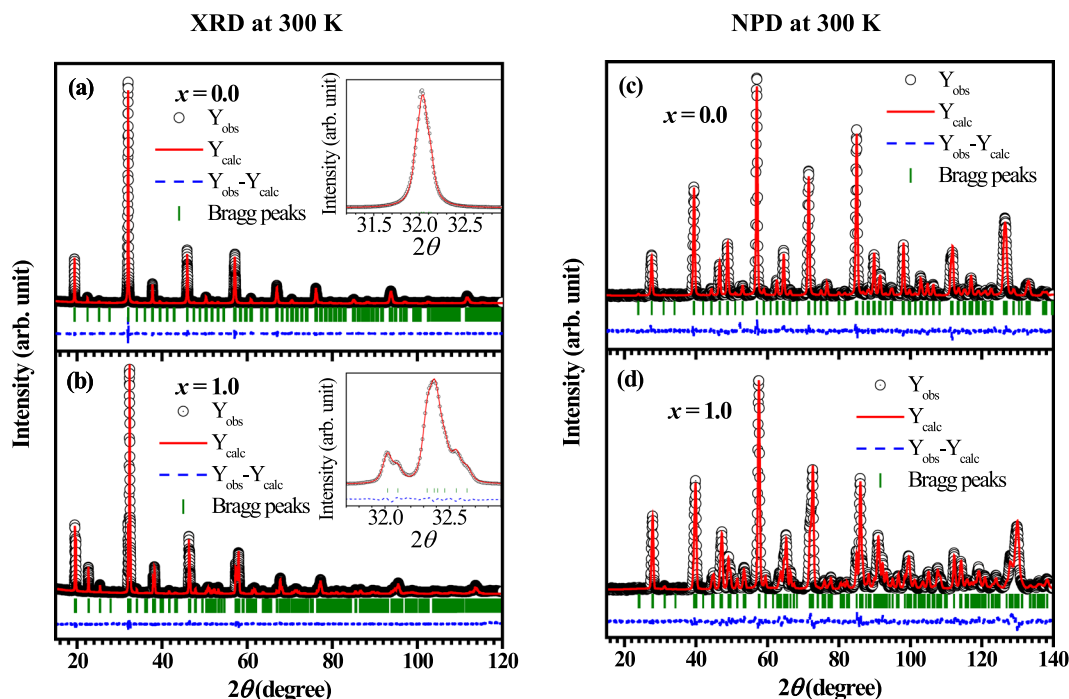 XRD at 300 K
NPD at 300 K
(a)
x = 0.0
Y_obs
Y_calc
Y_obs-Y_calc
Bragg peaks
Intensity (arb. unit)
31.5 32.0 32.5
2θ
(b)
x = 1.0
Y_obs
Y_calc
Y_obs-Y_calc
Bragg peaks
Intensity (arb. unit)
32.0 32.5
2θ
Intensity (arb. unit)
20 40 60 80 100 120
2θ (degree)
(c)
x = 0.0
Y_obs
Y_calc
Y_obs-Y_calc
Bragg peaks
(d)
x = 1.0
Y_obs
Y_calc
Y_obs-Y_calc
Bragg peaks
Intensity (arb. unit)
20 40 60 80 100 120 140
2θ (degree)